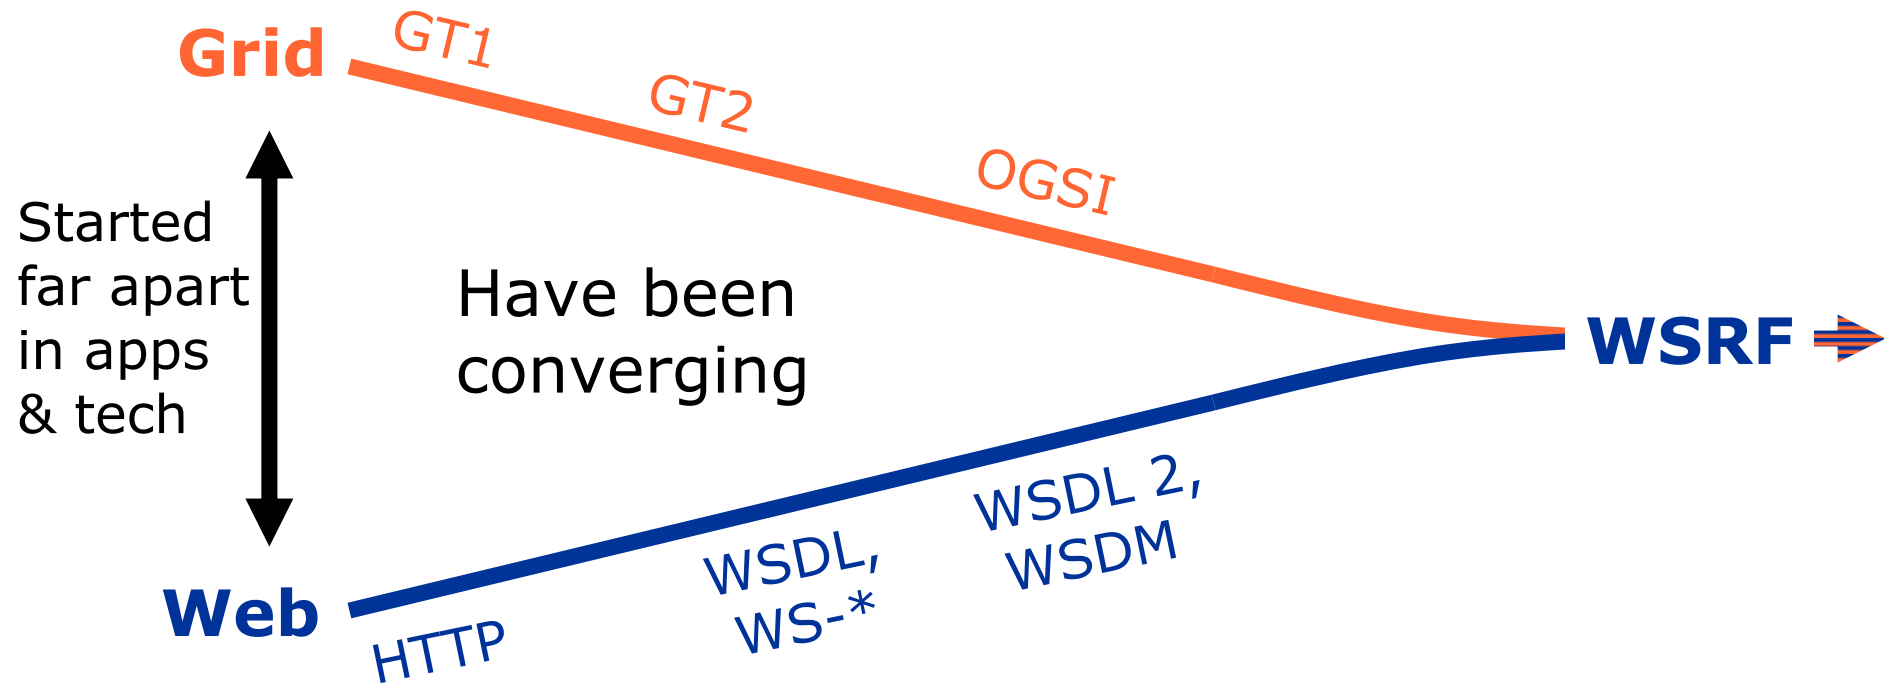 Grid
GT1
GT2
OGSI
Started
far apart
in apps
& tech
Have been
converging
WSRF
Web
HTTP
WSDL,
WS-*
WSDL 2,
WSDM